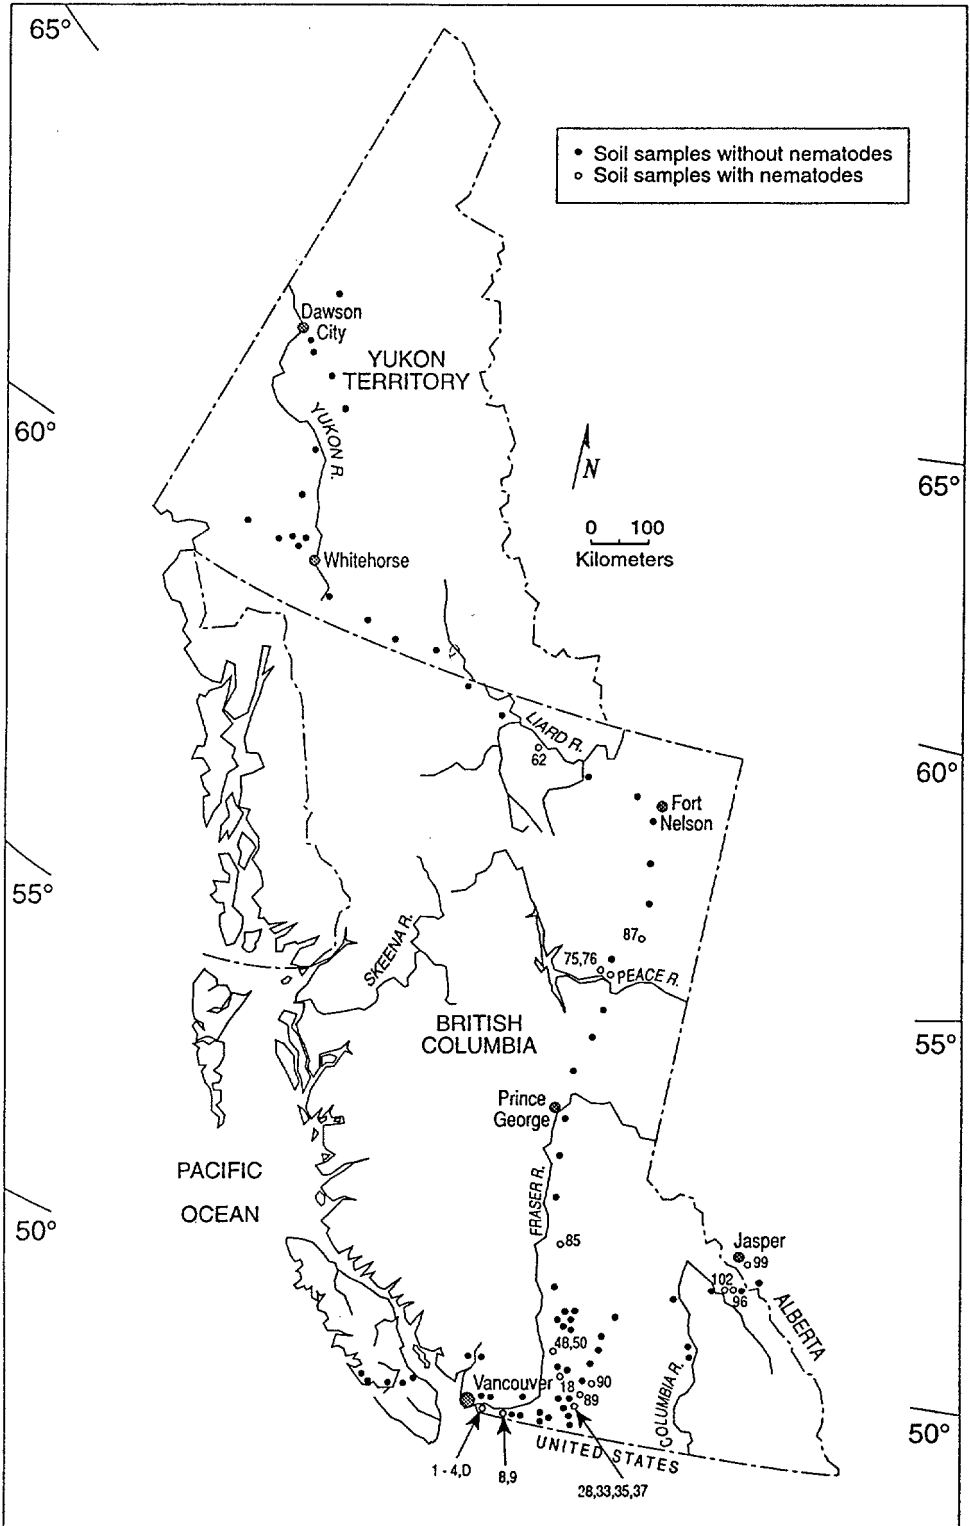 65°
• Soil samples without nematodes
○ Soil samples with nematodes
Dawson
City
YUKON
TERRITORY
YUKON R.
60°
65°
N
0 100
Kilometers
Whitehorse
LIARD R.
62
60°
Fort
Nelson
55°
SKEENA R.
87
75,76
PEACE R.
BRITISH
COLUMBIA
55°
Prince
George
PACIFIC
OCEAN
FRASER R.
50°
85
Jasper
99
102
96
ALBERTA
48,50
Vancouver
18
90
89
COLUMBIA R.
50°
UNITED STATES
1 - 4,D
8,9
28,33,35,37